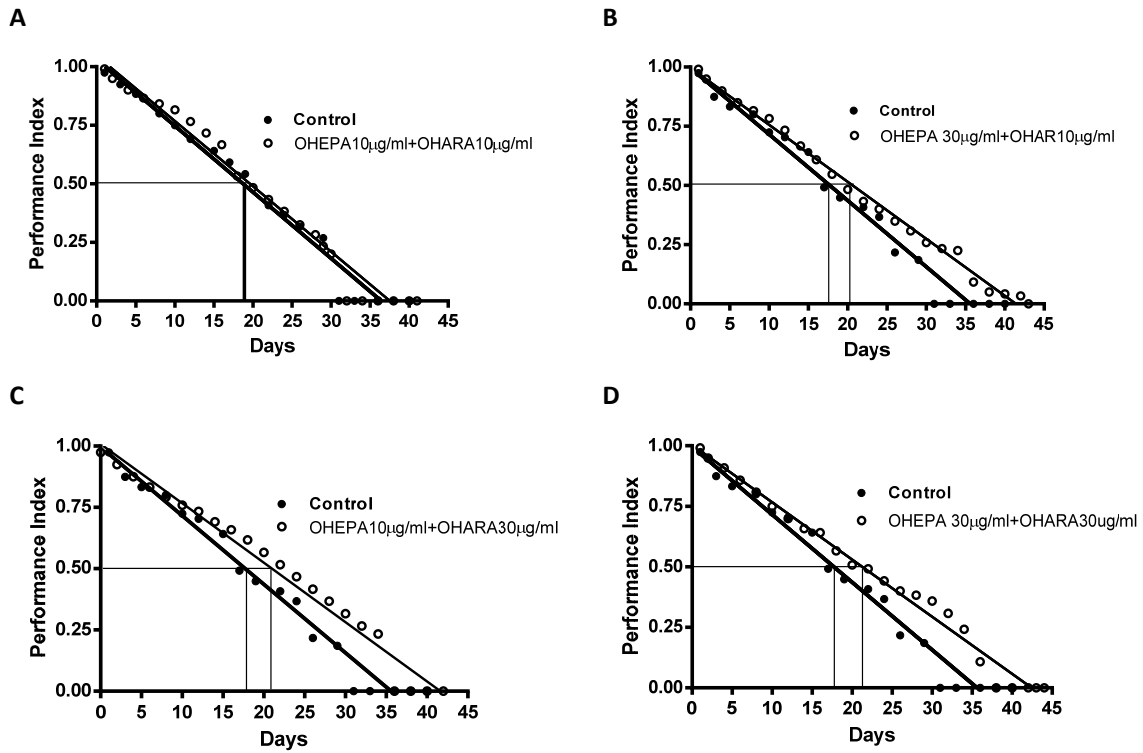 A
Performance Index
1.00
0.75
0.50
0.25
0.00
0 5 10 15 20 25 30 35 40 45
Days
Control
OHEPA10µg/ml+OHARA10µg/ml
B
Performance Index
1.00
0.75
0.50
0.25
0.00
0 5 10 15 20 25 30 35 40 45
Days
Control
OHEPA 30µg/ml+OHAR10µg/ml
C
Performance Index
1.00
0.75
0.50
0.25
0.00
0 5 10 15 20 25 30 35 40 45
Days
Control
OHEPA10µg/ml+OHARA30µg/ml
D
Performance Index
1.00
0.75
0.50
0.25
0.00
0 5 10 15 20 25 30 35 40 45
Days
Control
OHEPA 30µg/ml+OHARA30ug/ml